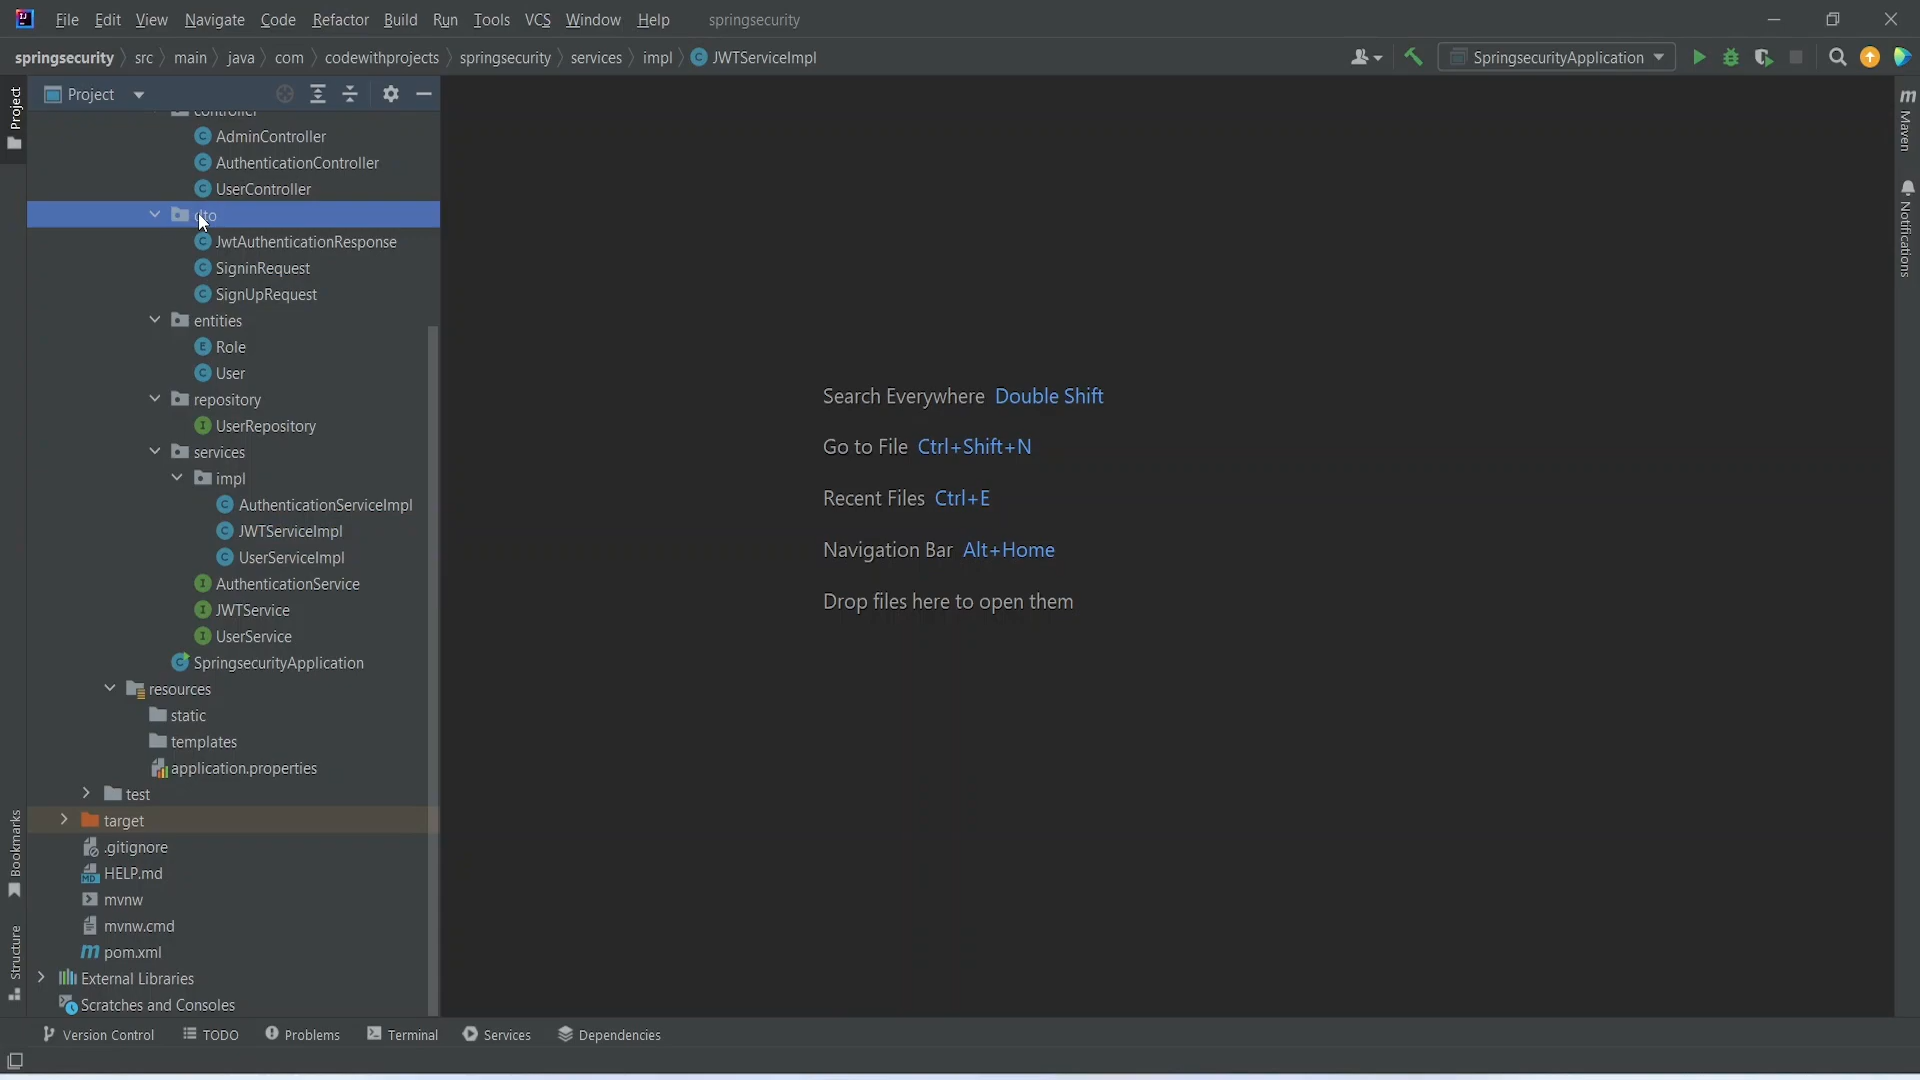 File Edit View Navigate Code Refactor Build Run Tools VCS Window Help springsecurity
springsecurity src main java com codewithprojects springsecurity services impl JWTServiceImpl SpringsecurityApplication
Project
controller
AdminController
AuthenticationController
UserController
dto
JwtAuthenticationResponse
SigninRequest
SignUpRequest
entities
Role
User
repository
UserRepository
services
impl
AuthenticationServiceImpl
JWTServiceImpl
UserServiceImpl
AuthenticationService
JWTService
UserService
SpringsecurityApplication
resources
static
templates
application.properties
test
target
.gitignore
HELP.md
mvnw
mvnw.cmd
pom.xml
External Libraries
Scratches and Consoles
Search Everywhere Double Shift
Go to File Ctrl+Shift+N
Recent Files Ctrl+E
Navigation Bar Alt+Home
Drop files here to open them
Project
Bookmarks
Structure
Maven
Notifications
Version Control TODO Problems Terminal Services Dependencies